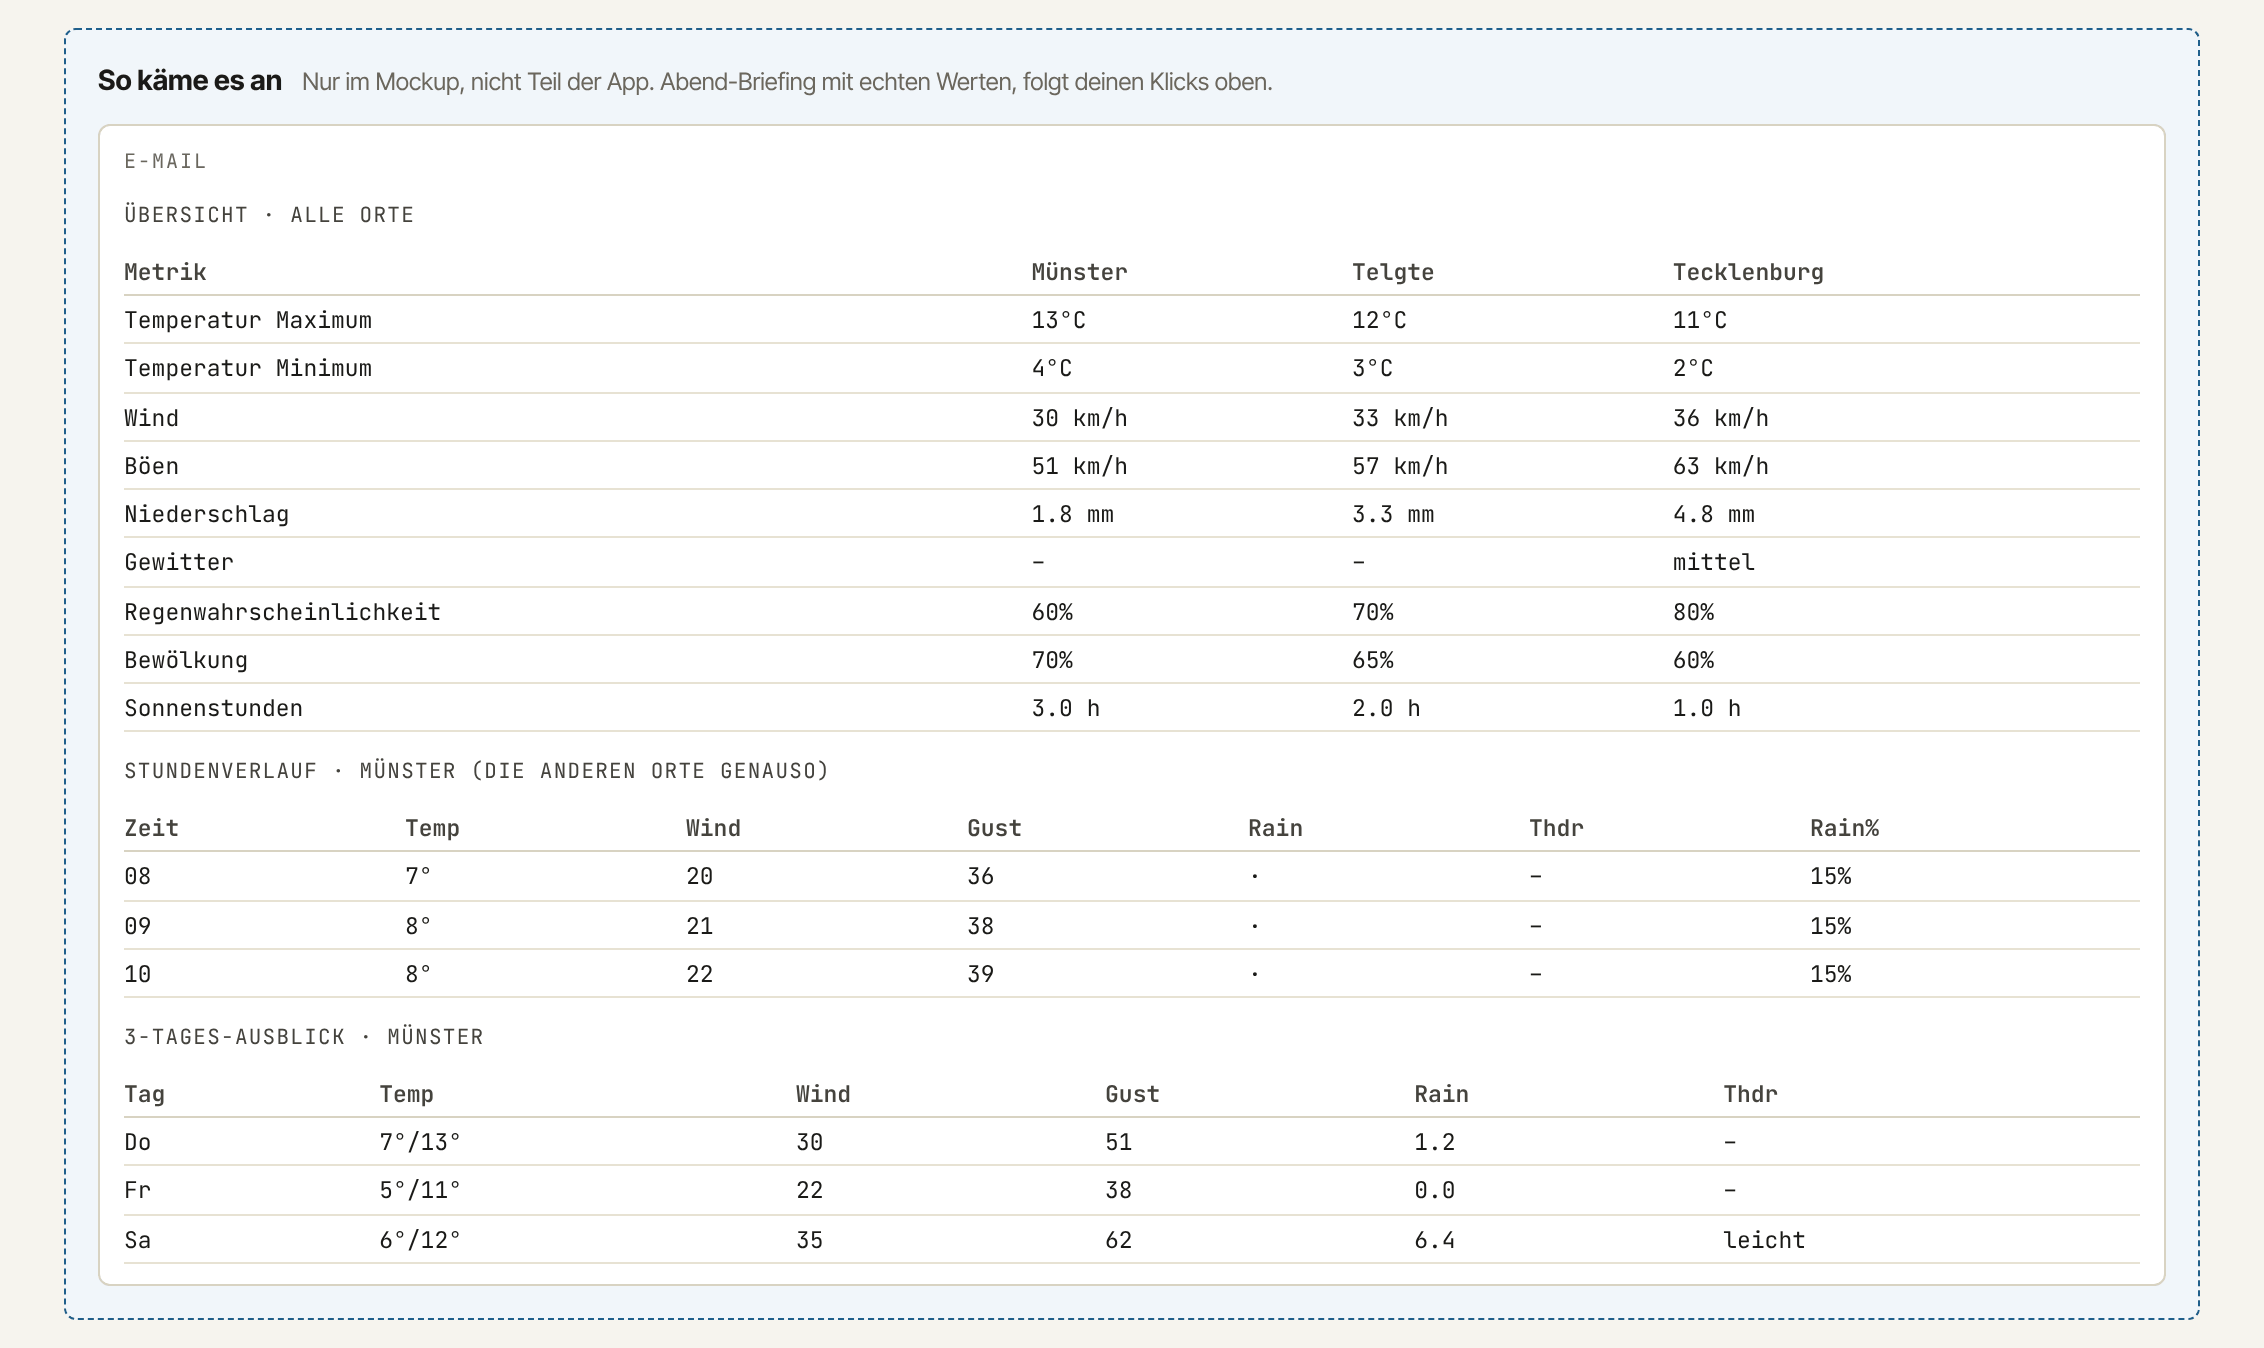 So käme es an Nur im Mockup, nicht Teil der App. Abend-Briefing mit echten Werten, folgt deinen Klicks oben.
E-MAIL
ÜBERSICHT · ALLE ORTE
Metrik Münster Telgte Tecklenburg
Temperatur Maximum 13°C 12°C 11°C
Temperatur Minimum 4°C 3°C 2°C
Wind 30 km/h 33 km/h 36 km/h
Böen 51 km/h 57 km/h 63 km/h
Niederschlag 1.8 mm 3.3 mm 4.8 mm
Gewitter – – mittel
Regenwahrscheinlichkeit 60% 70% 80%
Bewölkung 70% 65% 60%
Sonnenstunden 3.0 h 2.0 h 1.0 h
STUNDENVERLAUF · MÜNSTER (DIE ANDEREN ORTE GENAUSO)
Zeit Temp Wind Gust Rain Thdr Rain%
08 7° 20 36 · – 15%
09 8° 21 38 · – 15%
10 8° 22 39 · – 15%
3-TAGES-AUSBLICK · MÜNSTER
Tag Temp Wind Gust Rain Thdr
Do 7°/13° 30 51 1.2 –
Fr 5°/11° 22 38 0.0 –
Sa 6°/12° 35 62 6.4 leicht